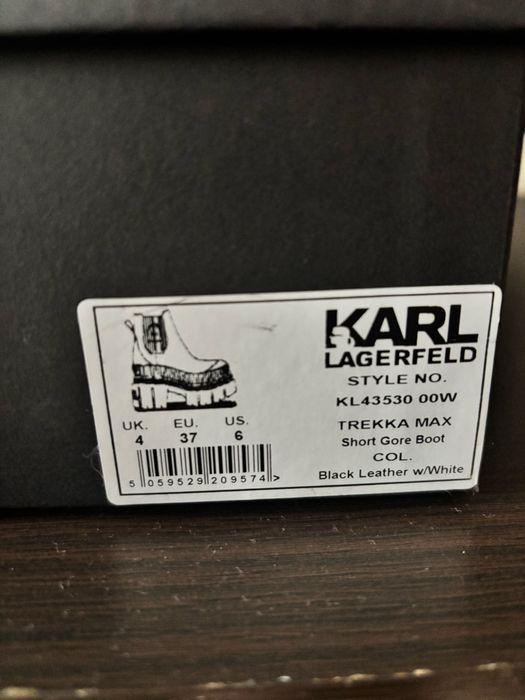 KARL
LAGERFELD
STYLE NO.
KL43530 00W
TREKKA MAX
Short Gore Boot
COL.
Black Leather w/White
UK. EU. US.
4 37 6
5 059529 209574 >